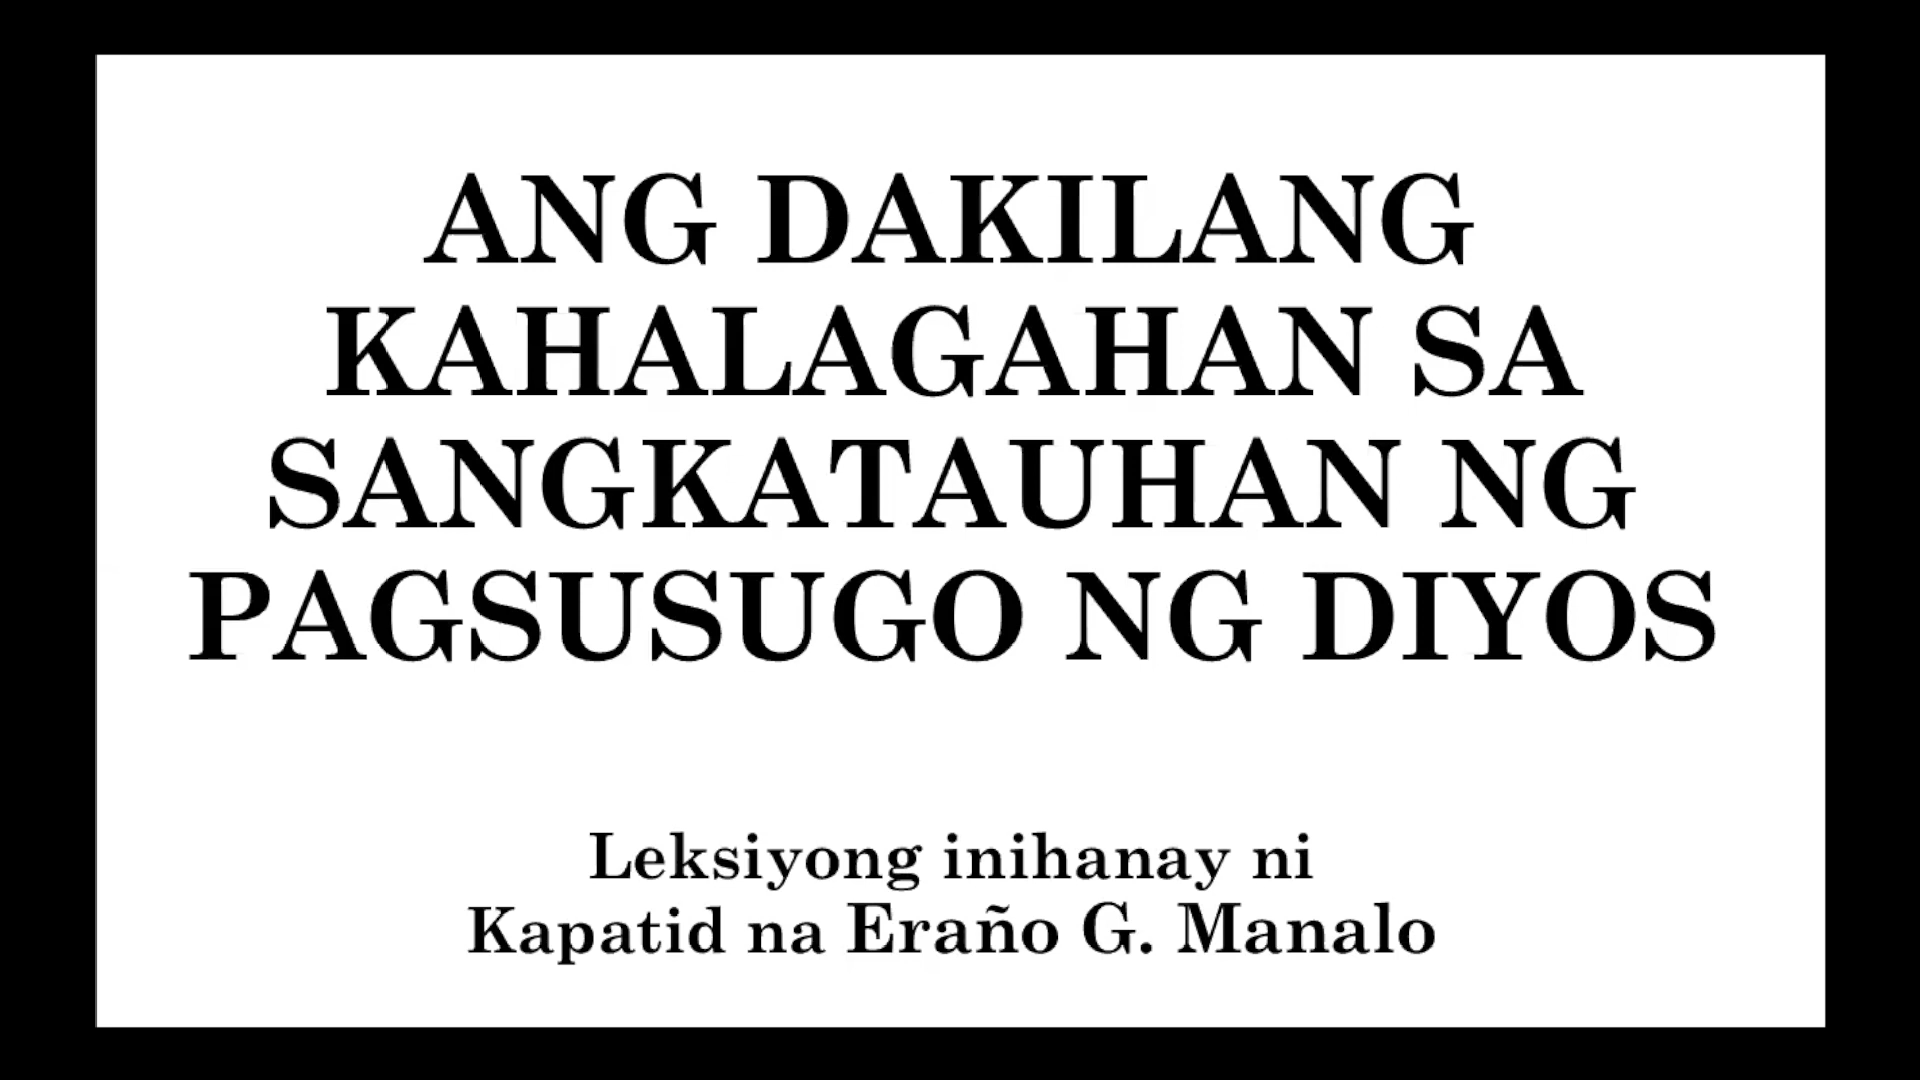 ANG DAKILANG
KAHALAGAHAN SA
SANGKATAUHAN NG
PAGSUSUGO NG DIYOS
Leksiyong inihanay ni
Kapatid na Eraño G. Manalo